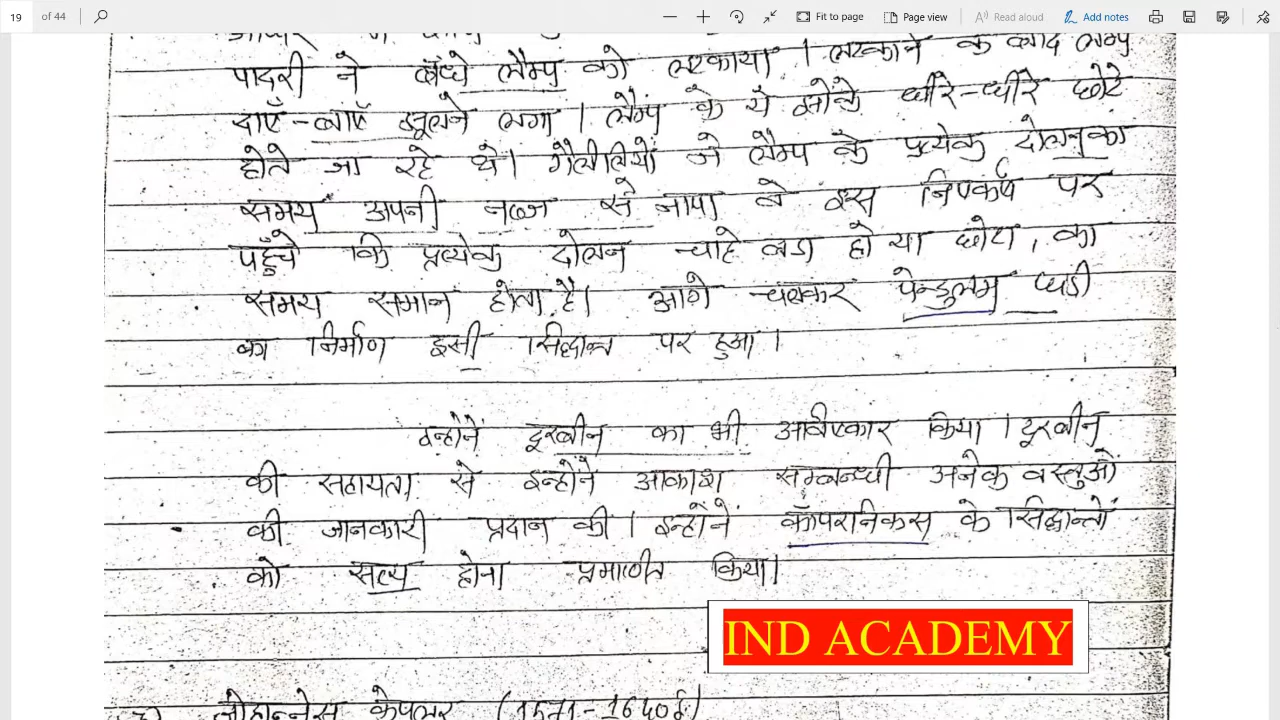 19 of 44 Fit to page Page view Read aloud Add notes
पादरी ने बँधे लैम्प को लटकाया । लटकाने के बाद लैम्प
दाएँ-बाएँ झूलने लगा । लैम्प के ये झोंके धीरे-धीरे छोटे
होते जा रहे थे। गैलीलियों ने लैम्प के प्रत्येक दोलन का
समय अपनी नब्ज से नापा वे इस निष्कर्ष पर
पहुँचे कि प्रत्येक दोलन चाहे बडा हो या छोटा, का
समय समान होता है। आगे चलकर पेन्डुलम घडी
का निर्माण इसी सिद्धान्त पर हुआ ।
इन्होनें दूरबीन का भी आविष्कार किया । दूरबीन
की सहायता से इन्होंने आकाश सम्बन्धी अनेक वस्तुओं
की जानकारी प्रदान की । इन्होंनें कॉपरनिकस के सिद्धान्तों
को सत्य होना प्रमाणित किया।
IND ACADEMY
जोहान्नेस केपलर